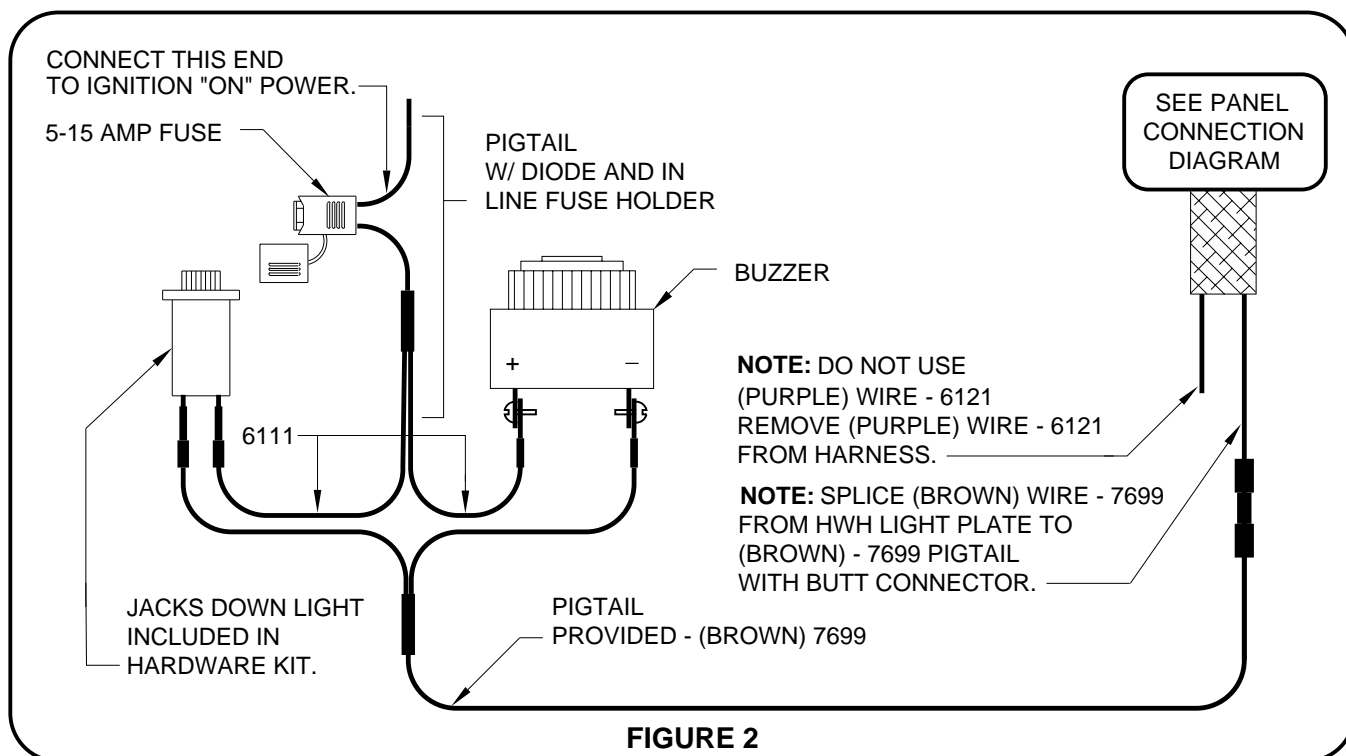 CONNECT THIS END
TO IGNITION "ON" POWER.
5-15 AMP FUSE
PIGTAIL
W/ DIODE AND IN
LINE FUSE HOLDER
SEE PANEL
CONNECTION
DIAGRAM
BUZZER
+ −
NOTE: DO NOT USE
(PURPLE) WIRE - 6121
REMOVE (PURPLE) WIRE - 6121
FROM HARNESS.
6111
NOTE: SPLICE (BROWN) WIRE - 7699
FROM HWH LIGHT PLATE TO
(BROWN) - 7699 PIGTAIL
WITH BUTT CONNECTOR.
JACKS DOWN LIGHT
INCLUDED IN
HARDWARE KIT.
PIGTAIL
PROVIDED - (BROWN) 7699
FIGURE 2